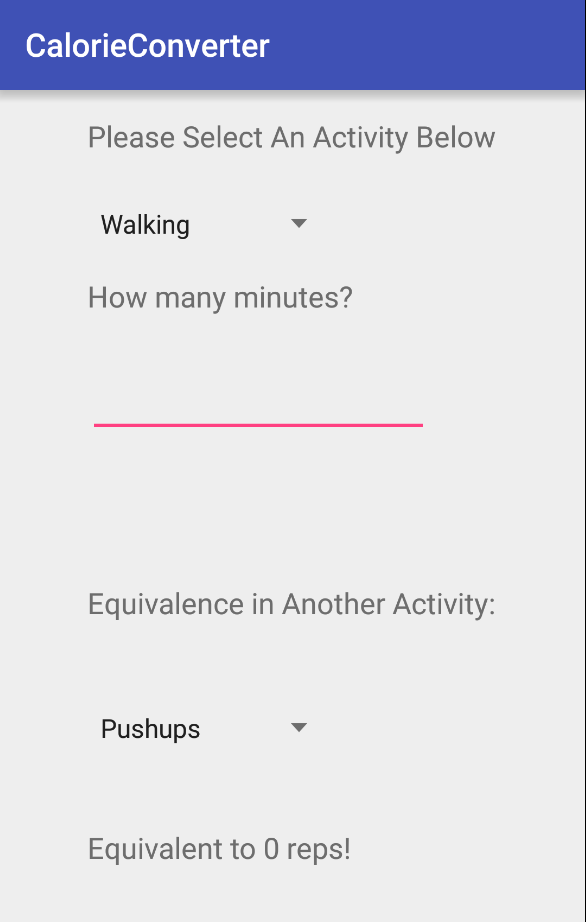 CalorieConverter
Please Select An Activity Below
Walking
How many minutes?
Equivalence in Another Activity:
Pushups
Equivalent to 0 reps!